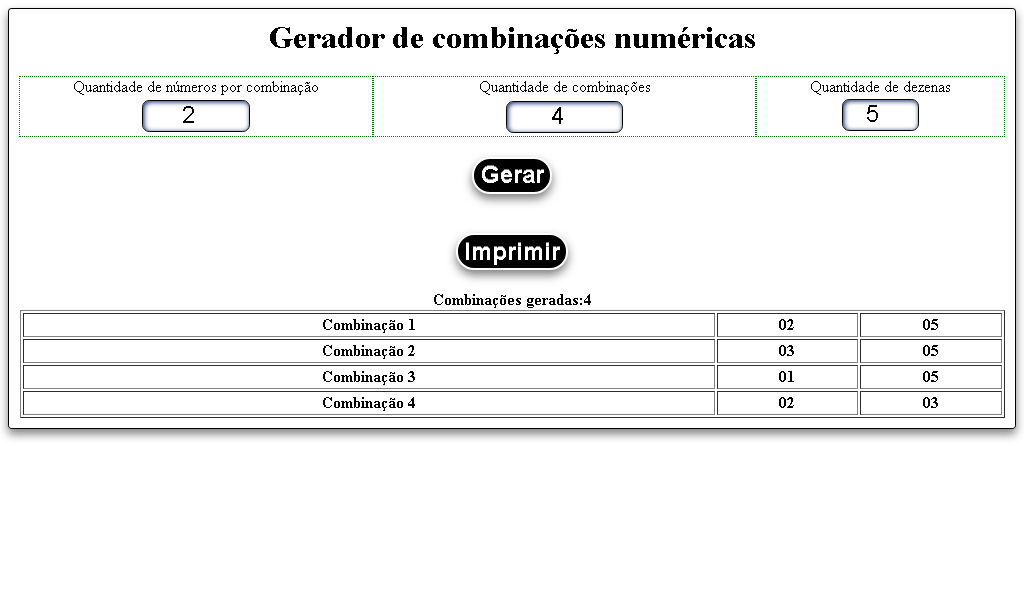 Gerador de combinações numéricas
Quantidade de números por combinação Quantidade de combinações Quantidade de dezenas
2 4 5
Gerar
Imprimir
Combinações geradas:4
Combinação 1 02 05
Combinação 2 03 05
Combinação 3 01 05
Combinação 4 02 03